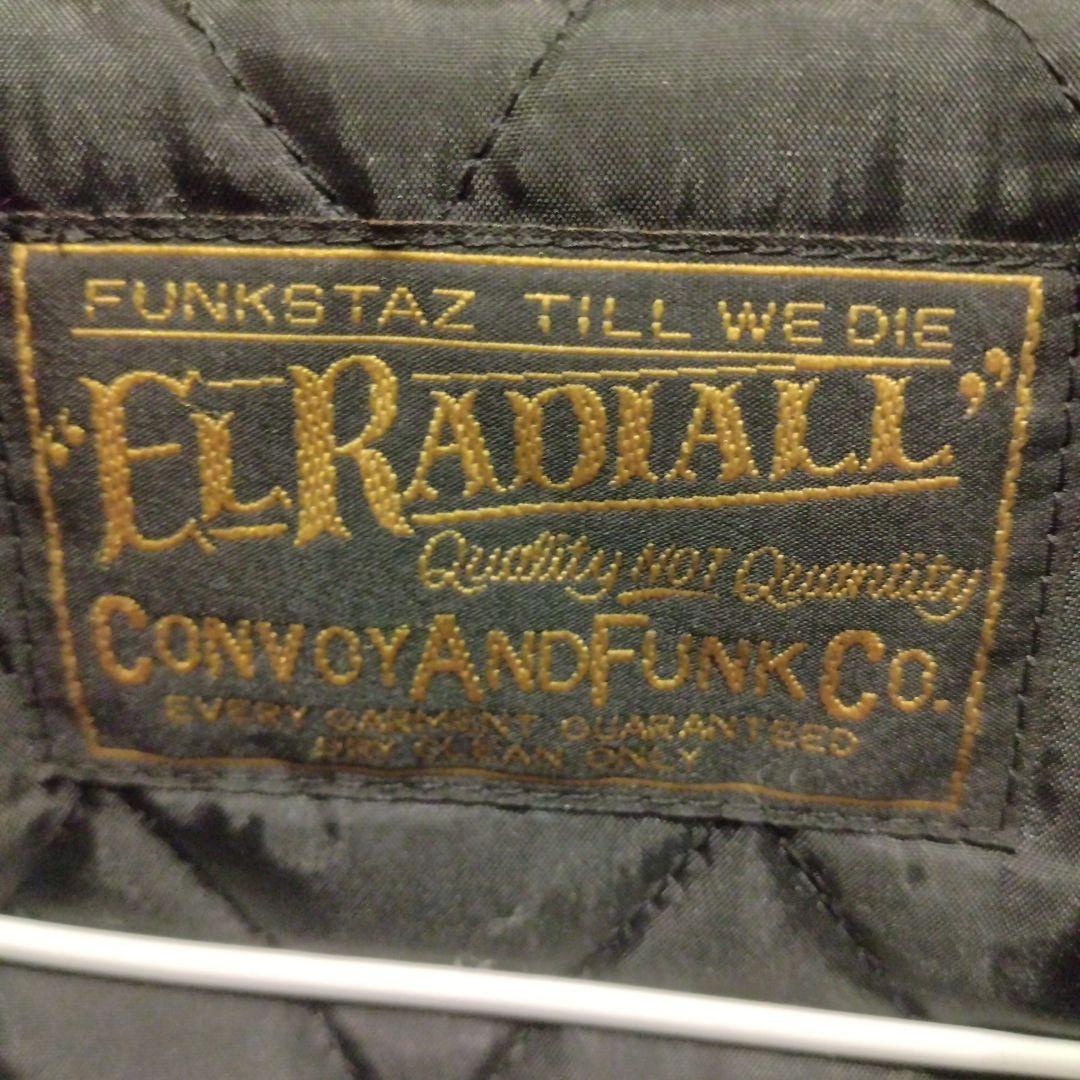 FUNKSTAZ TILL WE DIE
"EL RADIALL"
Quality NOT Quantity
CONVOY AND FUNK CO.
EVERY GARMENT GUARANTEED
DRY CLEAN ONLY